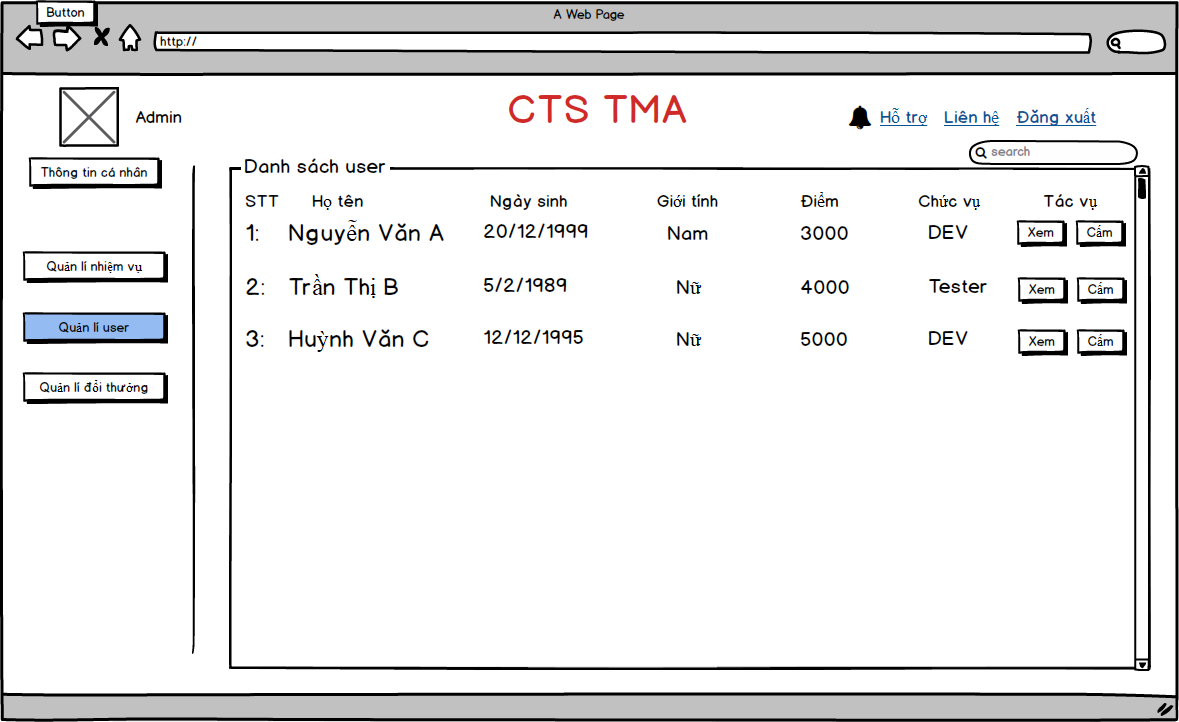 Button
A Web Page
http://
Admin
CTS TMA
Hỗ trợ Liên hệ Đăng xuất
search
Thông tin cá nhân
Quản lí nhiệm vụ
Quản lí user
Quản lí đổi thưởng
Danh sách user
STT Họ tên Ngày sinh Giới tính Điểm Chức vụ Tác vụ
1: Nguyễn Văn A 20/12/1999 Nam 3000 DEV Xem Cấm
2: Trần Thị B 5/2/1989 Nữ 4000 Tester Xem Cấm
3: Huỳnh Văn C 12/12/1995 Nữ 5000 DEV Xem Cấm